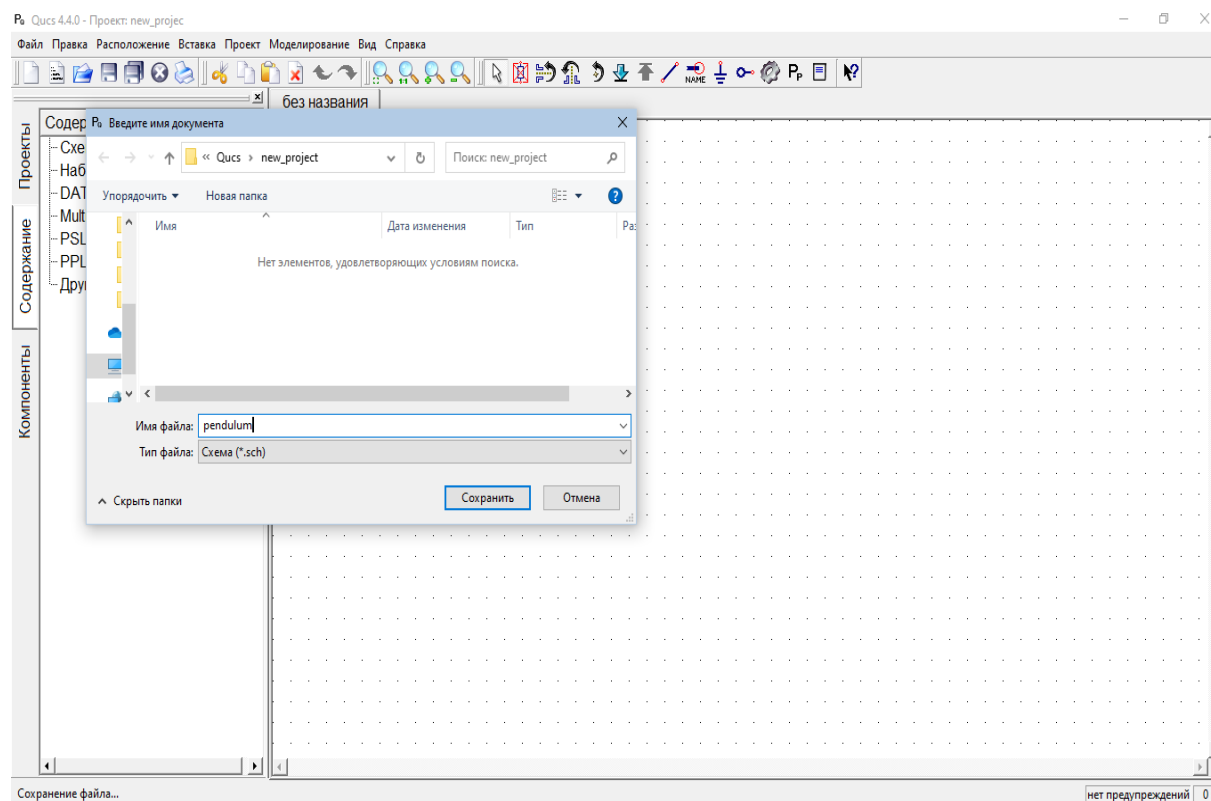 Qucs 4.4.0 - Проект: new_projec
Файл Правка Расположение Вставка Проект Моделирование Вид Справка
NAME
без названия
Проекты
Содержание
Компоненты
Содер
Схе
Наб
DAT
Mult
PSL
PPL
Друг
Введите имя документа
« Qucs › new_project
Поиск: new_project
Упорядочить
Новая папка
Имя
Дата изменения
Тип
Раз
Нет элементов, удовлетворяющих условиям поиска.
Имя файла: pendulum
Тип файла: Схема (*.sch)
Скрыть папки
Сохранить
Отмена
Сохранение файла...
нет предупреждений 0